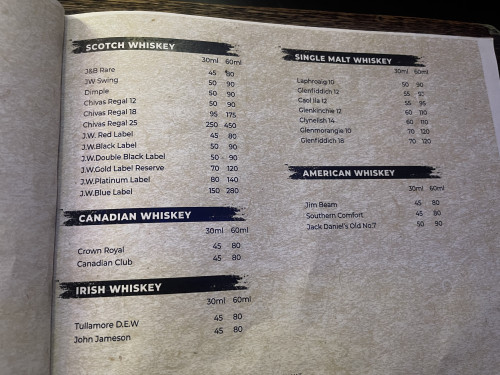 SCOTCH WHISKEY
30ml 60ml
J&B Rare 45 80
JW Swing 50 90
Dimple 50 90
Chivas Regal 12 50 90
Chivas Regal 18 95 175
Chivas Regal 25 250 450
J.W. Red Label 45 80
J.W.Black Label 50 90
J.W.Double Black Label 50 90
J.W.Gold Label Reserve 70 120
J.W.Platinum Label 80 140
J.W.Blue Label 150 280
CANADIAN WHISKEY
30ml 60ml
Crown Royal 45 80
Canadian Club 45 80
IRISH WHISKEY
30ml 60ml
Tullamore D.E.W 45 80
John Jameson 45 80
SINGLE MALT WHISKEY
30ml 60ml
Laphroaig 10 50 90
Glenfiddich 12 55 95
Caol Ila 12 55 95
Glenkinchie 12 60 110
Clynelish 14 60 110
Glenmorangie 10 70 120
Glenfiddich 18 70 120
AMERICAN WHISKEY
30ml 60ml
Jim Beam 45 80
Southern Comfort 45 80
Jack Daniel's Old No.7 50 90